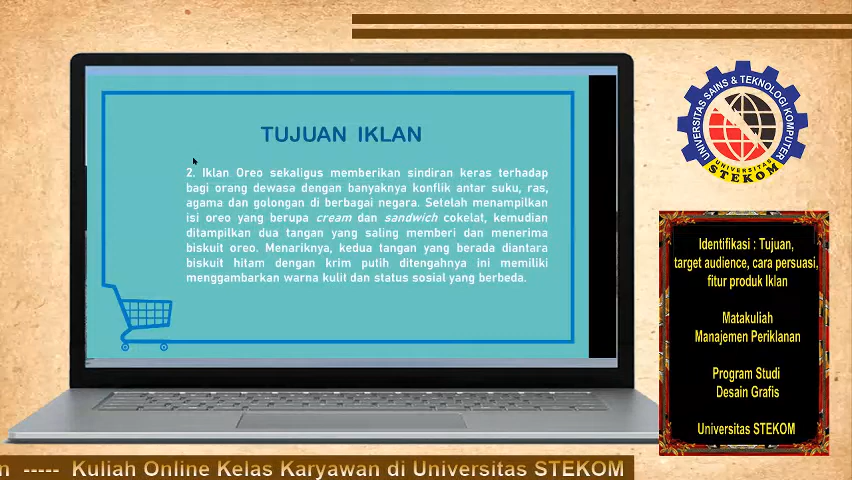 TUJUAN IKLAN
2. Iklan Oreo sekaligus memberikan sindiran keras terhadap
bagi orang dewasa dengan banyaknya konflik antar suku, ras,
agama dan golongan di berbagai negara. Setelah menampilkan
isi oreo yang berupa cream dan sandwich cokelat, kemudian
ditampilkan dua tangan yang saling memberi dan menerima
biskuit oreo. Menariknya, kedua tangan yang berada diantara
biskuit hitam dengan krim putih ditengahnya ini memiliki
menggambarkan warna kulit dan status sosial yang berbeda.
UNIVERSITAS SAINS & TEKNOLOGI KOMPUTER
UNIVERSITAS
STEKOM
Identifikasi : Tujuan,
target audience, cara persuasi,
fitur produk Iklan
Matakuliah
Manajemen Periklanan
Program Studi
Desain Grafis
Universitas STEKOM
n ----- Kuliah Online Kelas Karyawan di Universitas STEKOM